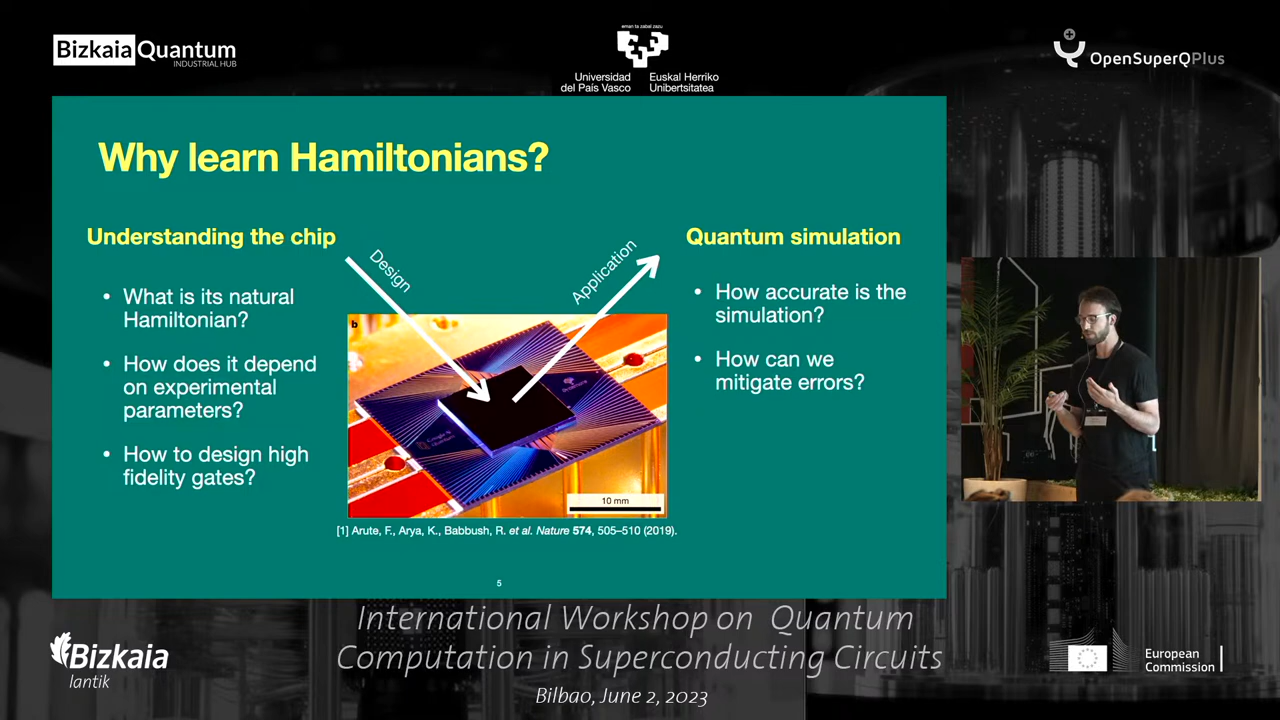 Bizkaia Quantum
INDUSTRIAL HUB
eman ta zabal zazu
Universidad
del País Vasco
Euskal Herriko
Unibertsitatea
OpenSuperQPlus
Why learn Hamiltonians?
Understanding the chip
• What is its natural
Hamiltonian?
• How does it depend
on experimental
parameters?
• How to design high
fidelity gates?
Design
Application
b
10 mm
[1] Arute, F., Arya, K., Babbush, R. et al. Nature 574, 505–510 (2019).
Quantum simulation
• How accurate is the
simulation?
• How can we
mitigate errors?
5
International Workshop on Quantum
Computation in Superconducting Circuits
Bilbao, June 2, 2023
Bizkaia
lantik
European
Commission